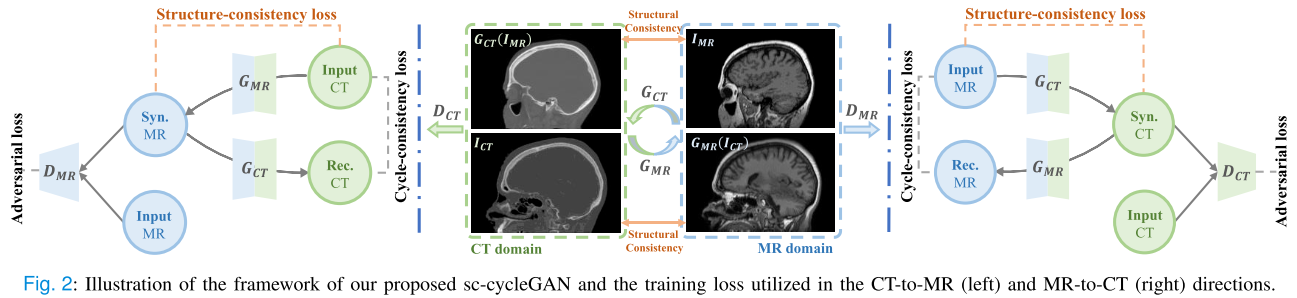 Structure-consistency loss
Input
CT
G_MR
Syn.
MR
G_CT
Rec.
CT
D_MR
Input
MR
Adversarial loss
Cycle-consistency loss
D_CT
G_CT(I_MR)
I_CT
CT domain
Structural
Consistency
G_CT
G_MR
Structural
Consistency
I_MR
G_MR(I_CT)
MR domain
D_MR
Structure-consistency loss
Cycle-consistency loss
Input
MR
G_CT
Syn.
CT
Rec.
MR
G_MR
D_CT
Input
CT
Adversarial loss
Fig. 2: Illustration of the framework of our proposed sc-cycleGAN and the training loss utilized in the CT-to-MR (left) and MR-to-CT (right) directions.